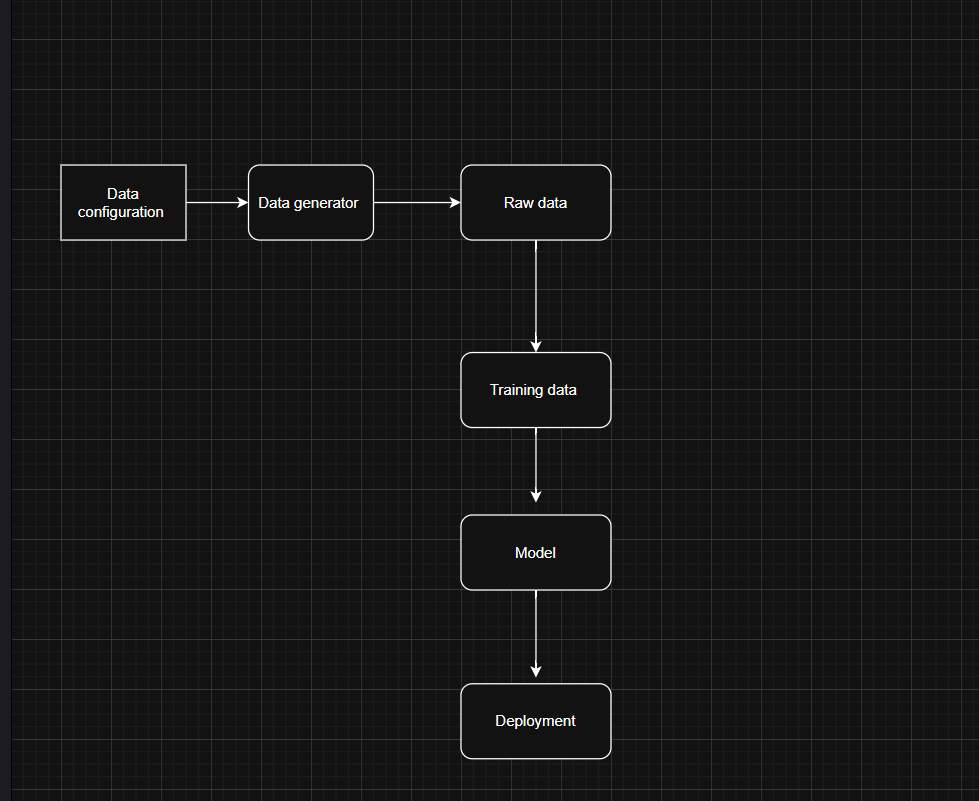 Data
configuration
Data generator
Raw data
Training data
Model
Deployment